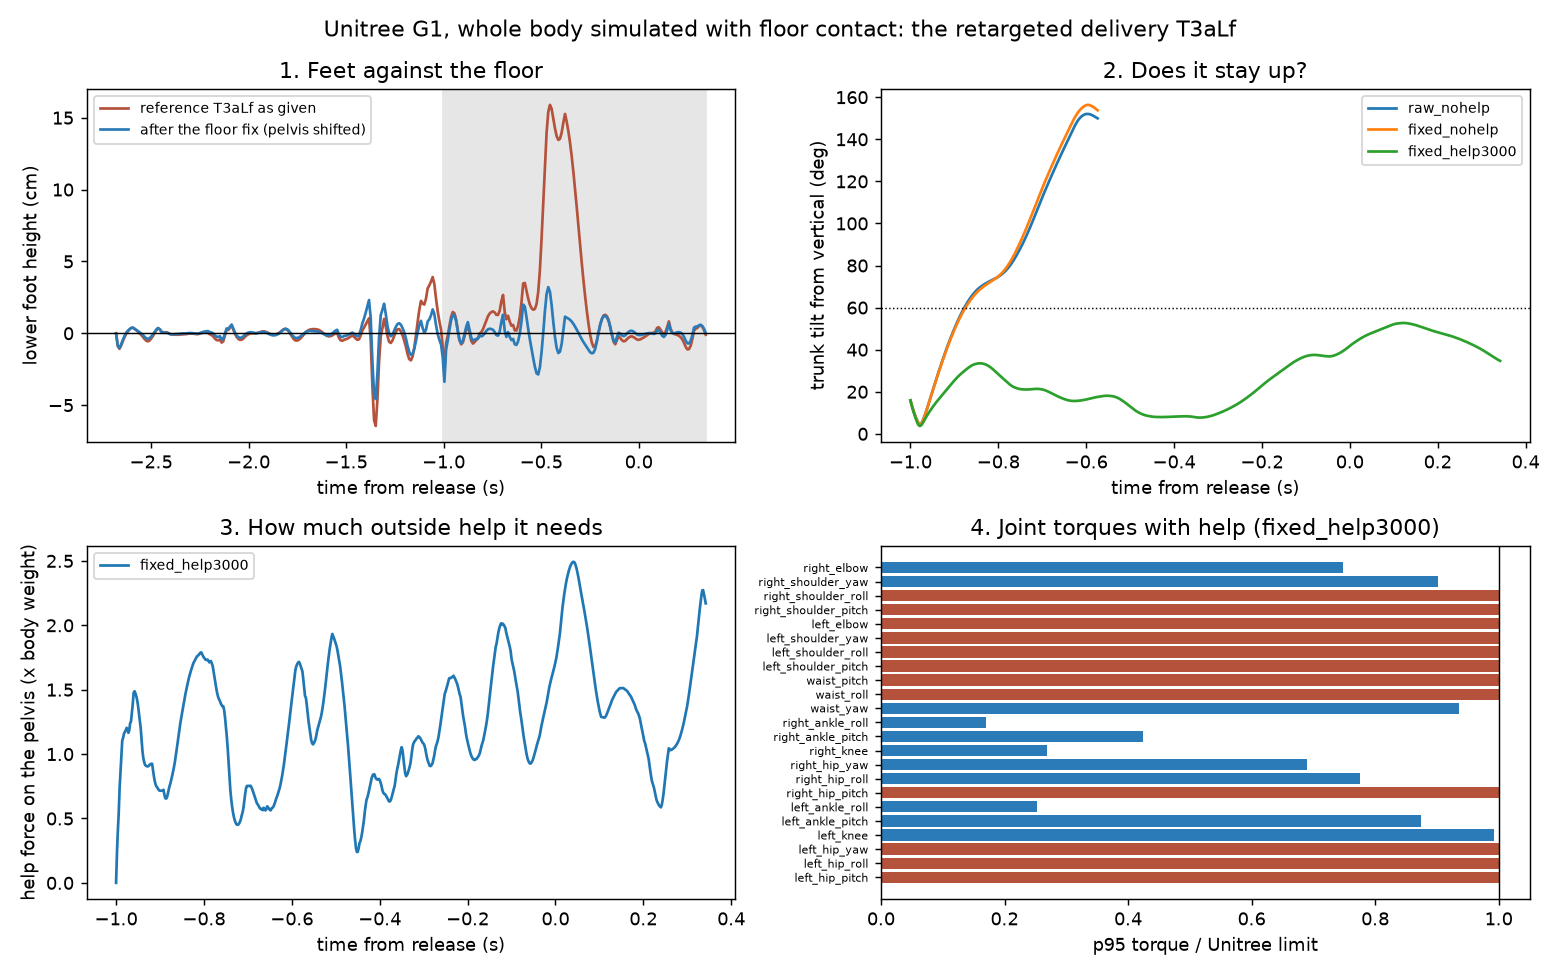 Unitree G1, whole body simulated with floor contact: the retargeted delivery T3aLf
1. Feet against the floor
reference T3aLf as given
after the floor fix (pelvis shifted)
lower foot height (cm)
15
10
5
0
−5
−2.5
−2.0
−1.5
−1.0
−0.5
0.0
time from release (s)
2. Does it stay up?
raw_nohelp
fixed_nohelp
fixed_help3000
trunk tilt from vertical (deg)
160
140
120
100
80
60
40
20
0
−1.0
−0.8
−0.6
−0.4
−0.2
0.0
0.2
0.4
time from release (s)
3. How much outside help it needs
fixed_help3000
help force on the pelvis (x body weight)
2.5
2.0
1.5
1.0
0.5
0.0
−1.0
−0.8
−0.6
−0.4
−0.2
0.0
0.2
0.4
time from release (s)
4. Joint torques with help (fixed_help3000)
right_elbow
right_shoulder_yaw
right_shoulder_roll
right_shoulder_pitch
left_elbow
left_shoulder_yaw
left_shoulder_roll
left_shoulder_pitch
waist_pitch
waist_roll
waist_yaw
right_ankle_roll
right_ankle_pitch
right_knee
right_hip_yaw
right_hip_roll
right_hip_pitch
left_ankle_roll
left_ankle_pitch
left_knee
left_hip_yaw
left_hip_roll
left_hip_pitch
0.0
0.2
0.4
0.6
0.8
1.0
p95 torque / Unitree limit